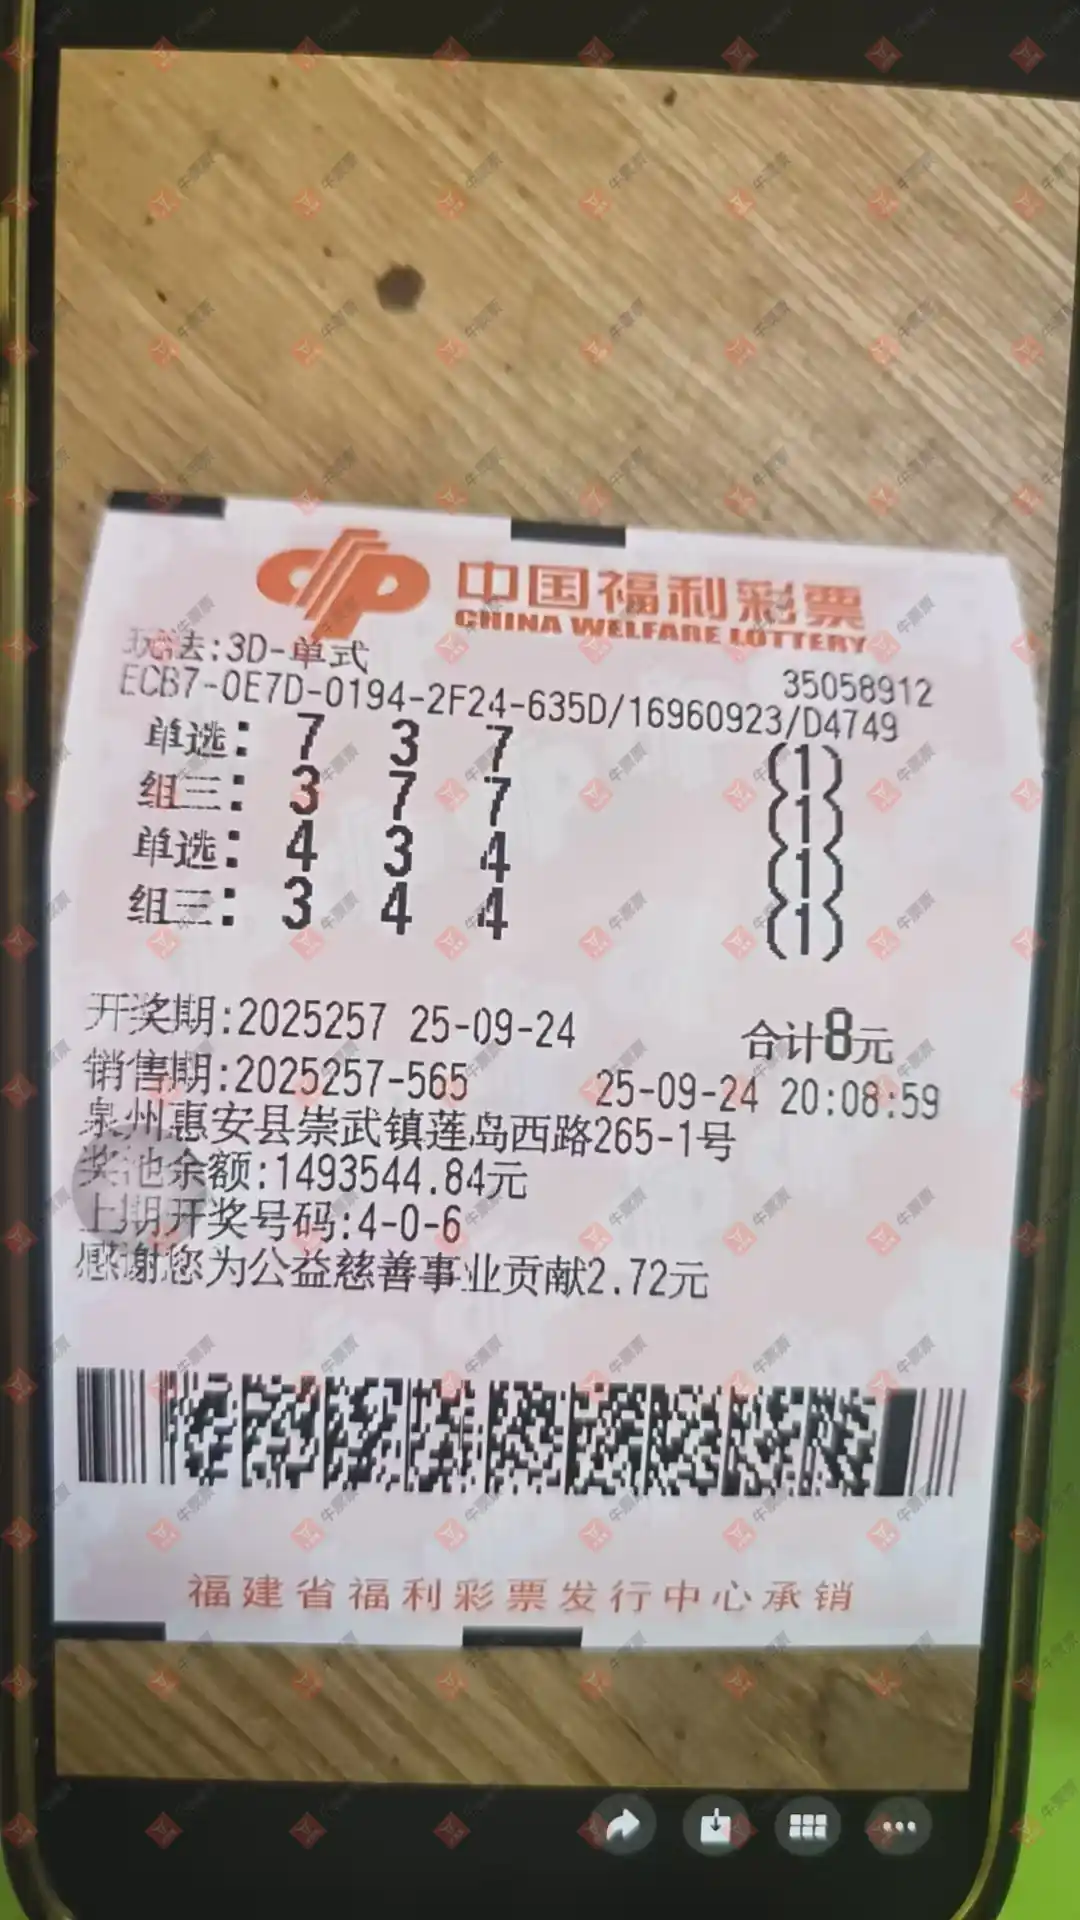 中国福利彩票
CHINA WELFARE LOTTERY
玩法:3D-单式
35058912
ECB7-0E7D-0194-2F24-635D/16960923/D4749
单选: 7 3 7 (1)
组三: 3 7 7 (1)
单选: 4 3 4 (1)
组三: 3 4 4 (1)
开奖期:2025257 25-09-24 合计8元
销售期:2025257-565 25-09-24 20:08:59
泉州惠安县崇武镇莲岛西路265-1号
奖池余额:1493544.84元
上期开奖号码:4-0-6
感谢您为公益慈善事业贡献2.72元
福建省福利彩票发行中心承销
牛票票